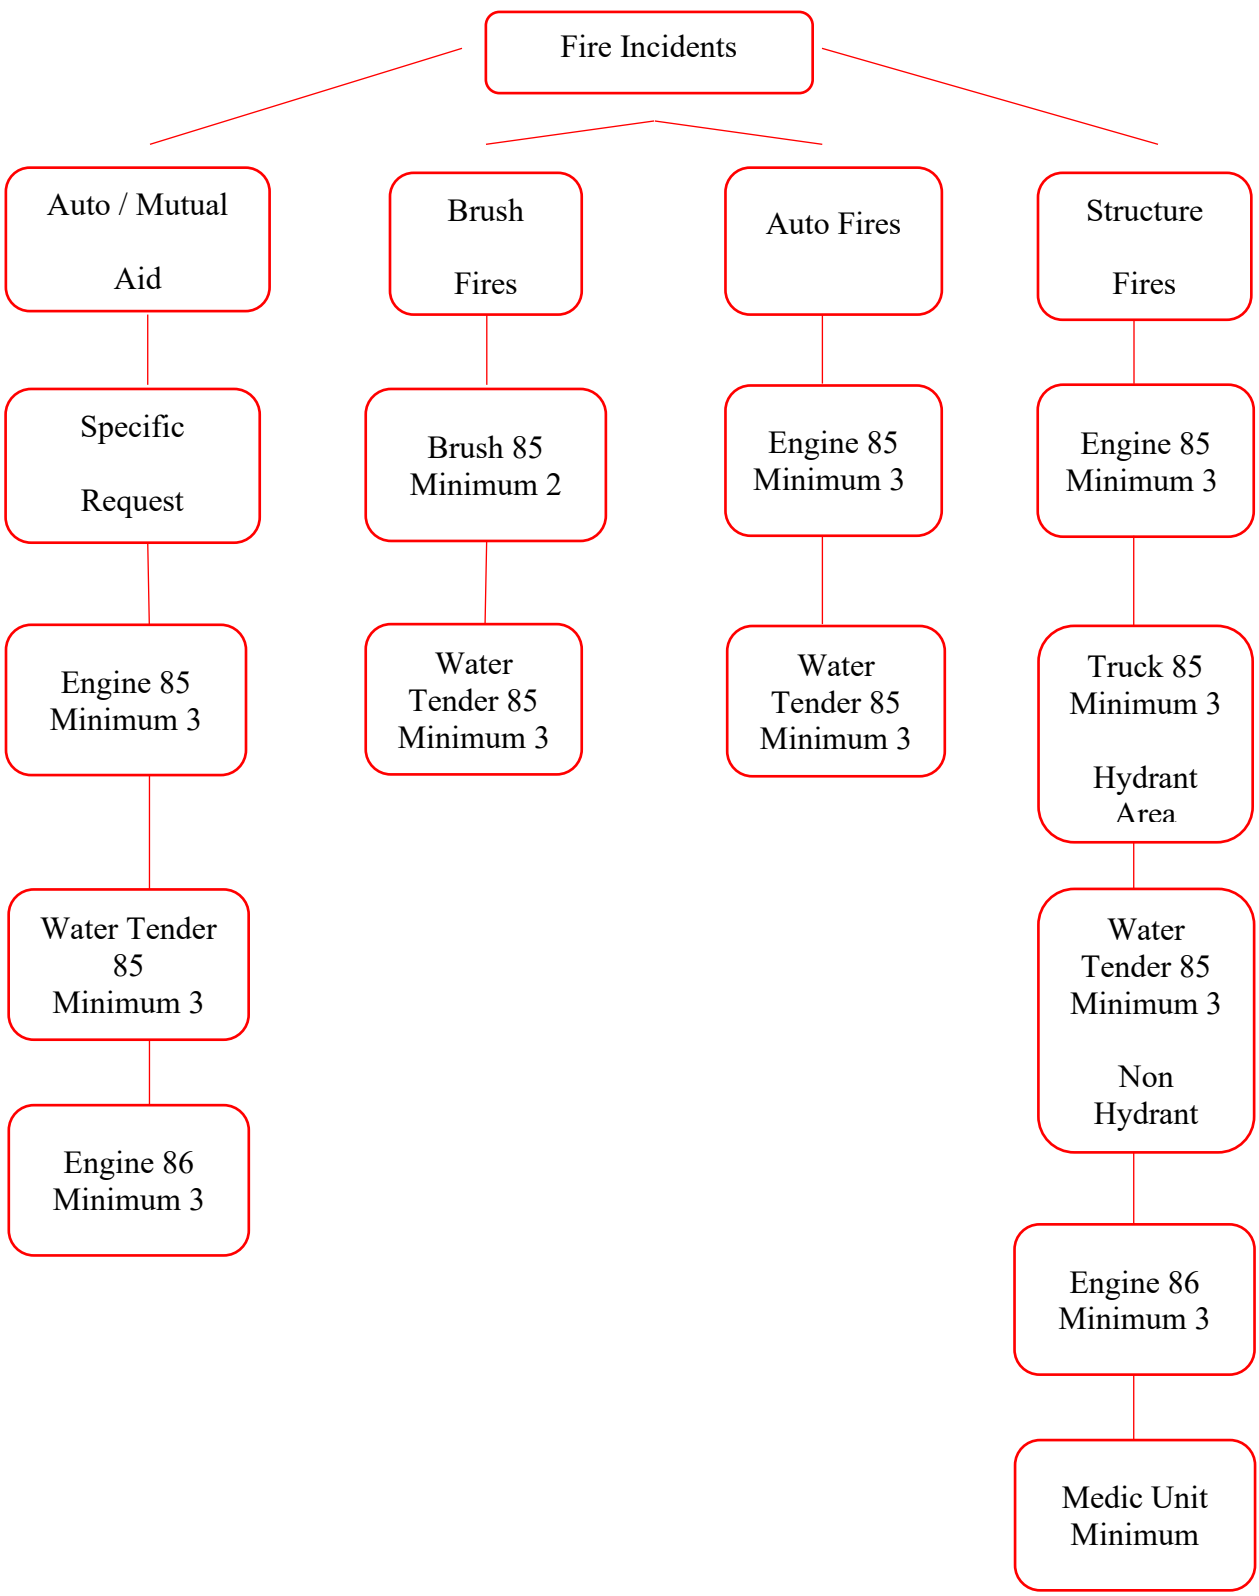 Fire Incidents
Auto / Mutual
Aid
Brush
Fires
Auto Fires
Structure
Fires
Specific
Request
Brush 85
Minimum 2
Engine 85
Minimum 3
Engine 85
Minimum 3
Engine 85
Minimum 3
Water
Tender 85
Minimum 3
Water
Tender 85
Minimum 3
Truck 85
Minimum 3
Hydrant
Area
Water Tender
85
Minimum 3
Water
Tender 85
Minimum 3
Non
Hydrant
Engine 86
Minimum 3
Engine 86
Minimum 3
Medic Unit
Minimum